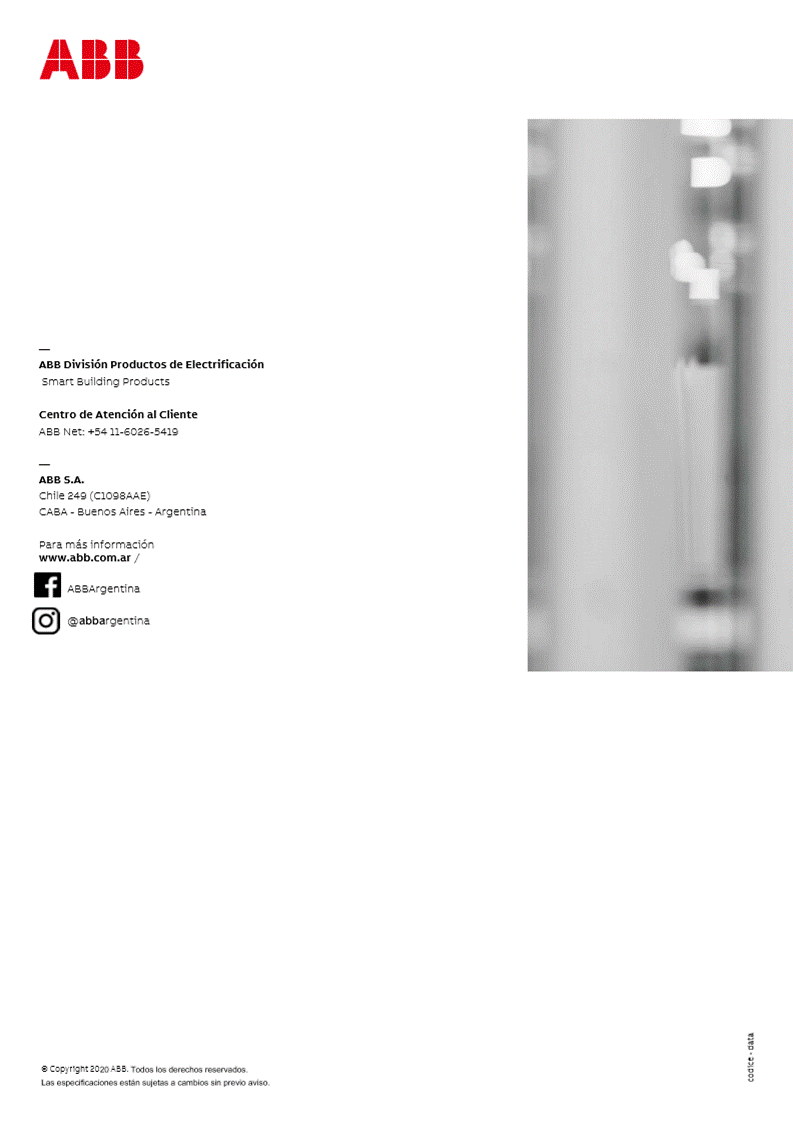 ABB
—
ABB División Productos de Electrificación
Smart Building Products
Centro de Atención al Cliente
ABB Net: +54 11-6026-5419
—
ABB S.A.
Chile 249 (C1098AAE)
CABA - Buenos Aires - Argentina
Para más información
www.abb.com.ar /
ABBArgentina
@abbargentina
© Copyright 2020 ABB. Todos los derechos reservados.
Las especificaciones están sujetas a cambios sin previo aviso.
codice - data